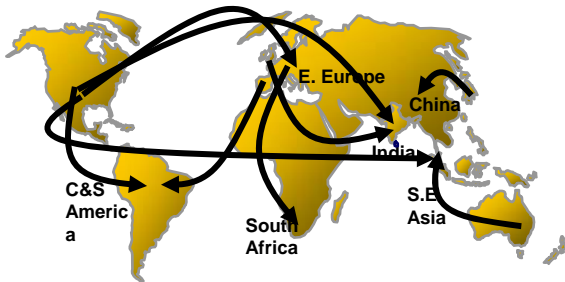 E. Europe
China
India
C&S
Americ
a
South
Africa
S.E
Asia